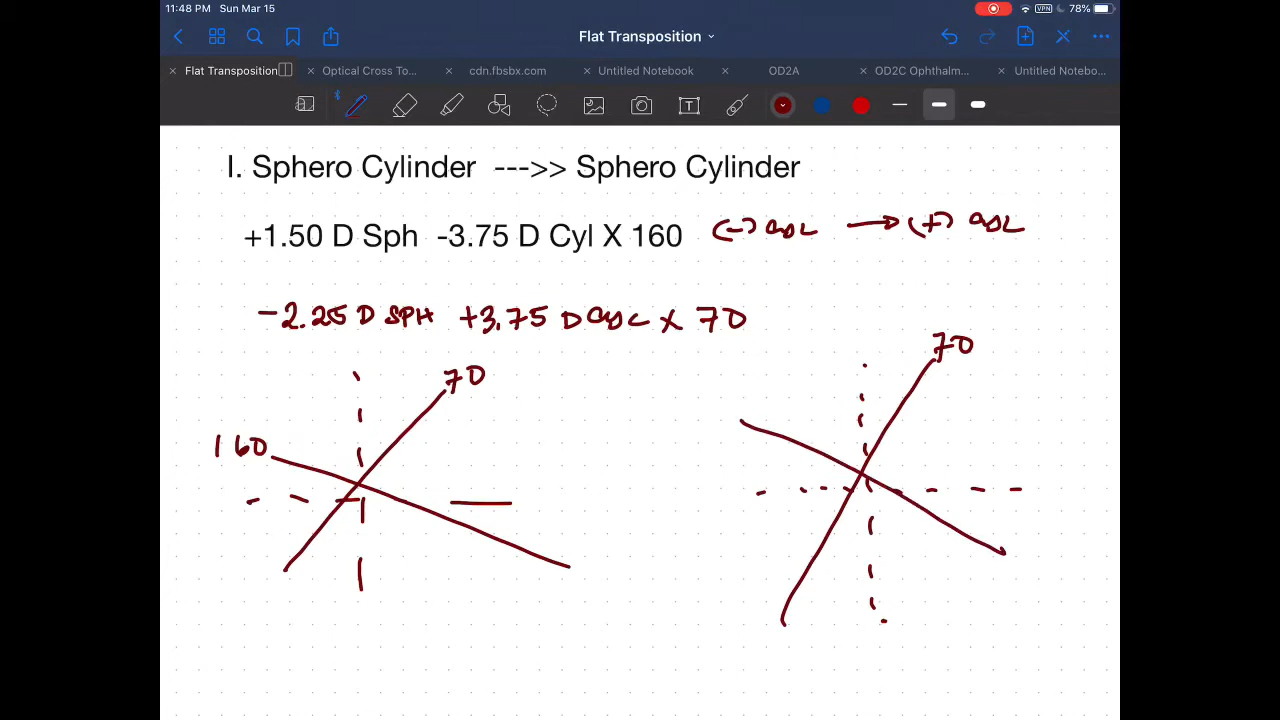 11:48 PM Sun Mar 15 VPN 78%
Flat Transposition
Flat Transposition Optical Cross To... cdn.fbsbx.com Untitled Notebook OD2A OD2C Ophthalm... Untitled Notebo...
I. Sphero Cylinder --->> Sphero Cylinder
+1.50 D Sph -3.75 D Cyl X 160 (-) cyL → (+) cyL
-2.25 D SPH +3.75 D cyL X 70
70
70
160